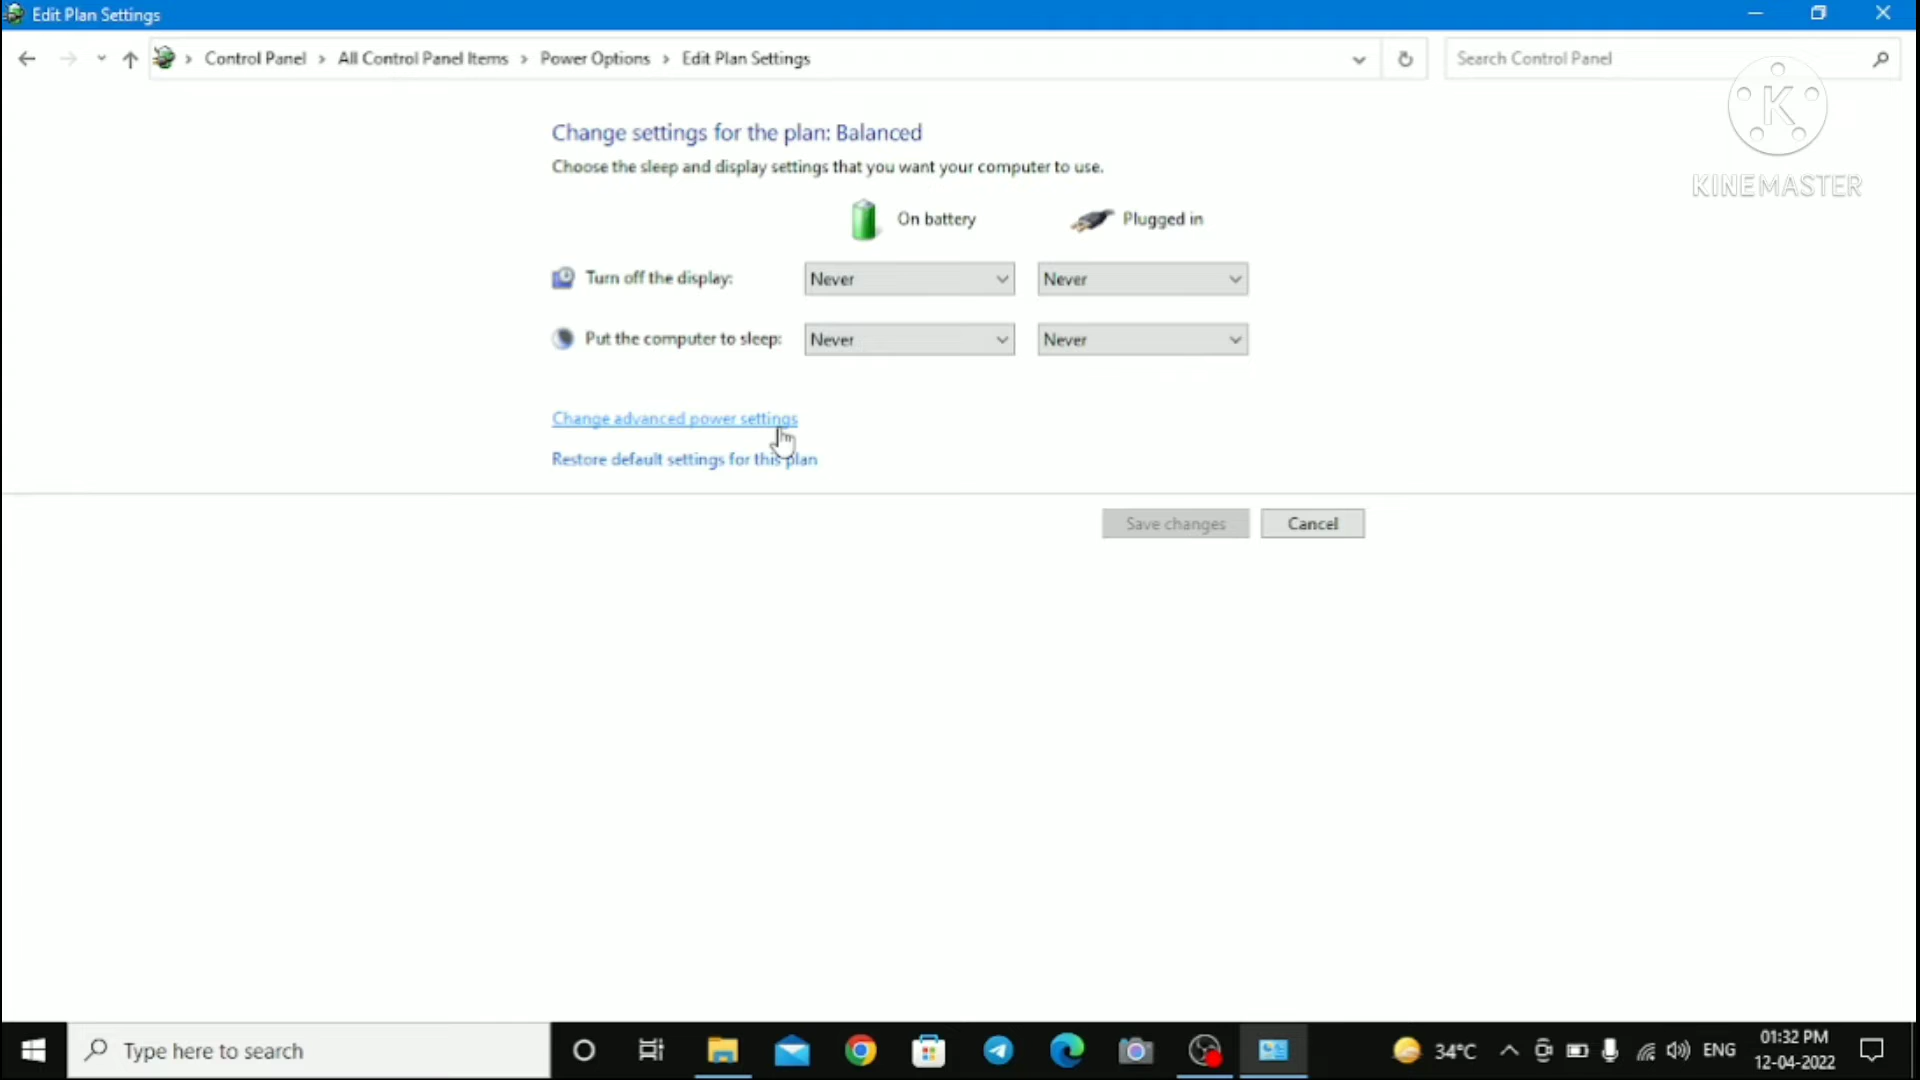 Edit Plan Settings
Control Panel > All Control Panel Items > Power Options > Edit Plan Settings
Search Control Panel
K
KINEMASTER
Change settings for the plan: Balanced
Choose the sleep and display settings that you want your computer to use.
On battery Plugged in
Turn off the display: Never Never
Put the computer to sleep: Never Never
Change advanced power settings
Restore default settings for this plan
Save changes Cancel
Type here to search 34°C ENG 01:32 PM
12-04-2022